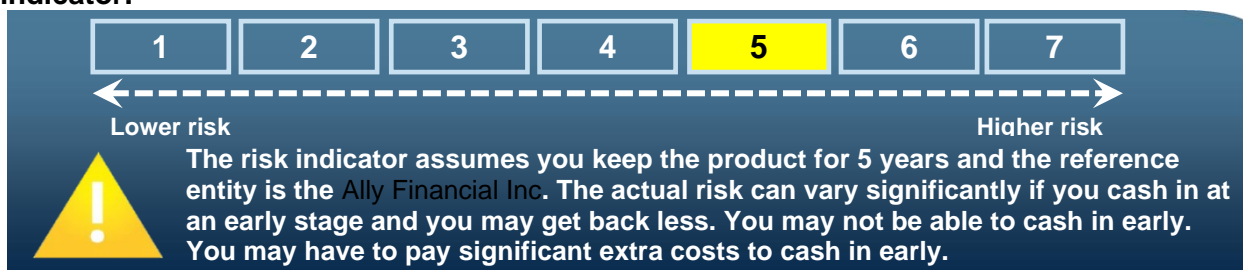 Indicator:
1 2 3 4 5 6 7
Lower risk Higher risk
The risk indicator assumes you keep the product for 5 years and the reference
entity is the Ally Financial Inc. The actual risk can vary significantly if you cash in at
an early stage and you may get back less. You may not be able to cash in early.
You may have to pay significant extra costs to cash in early.